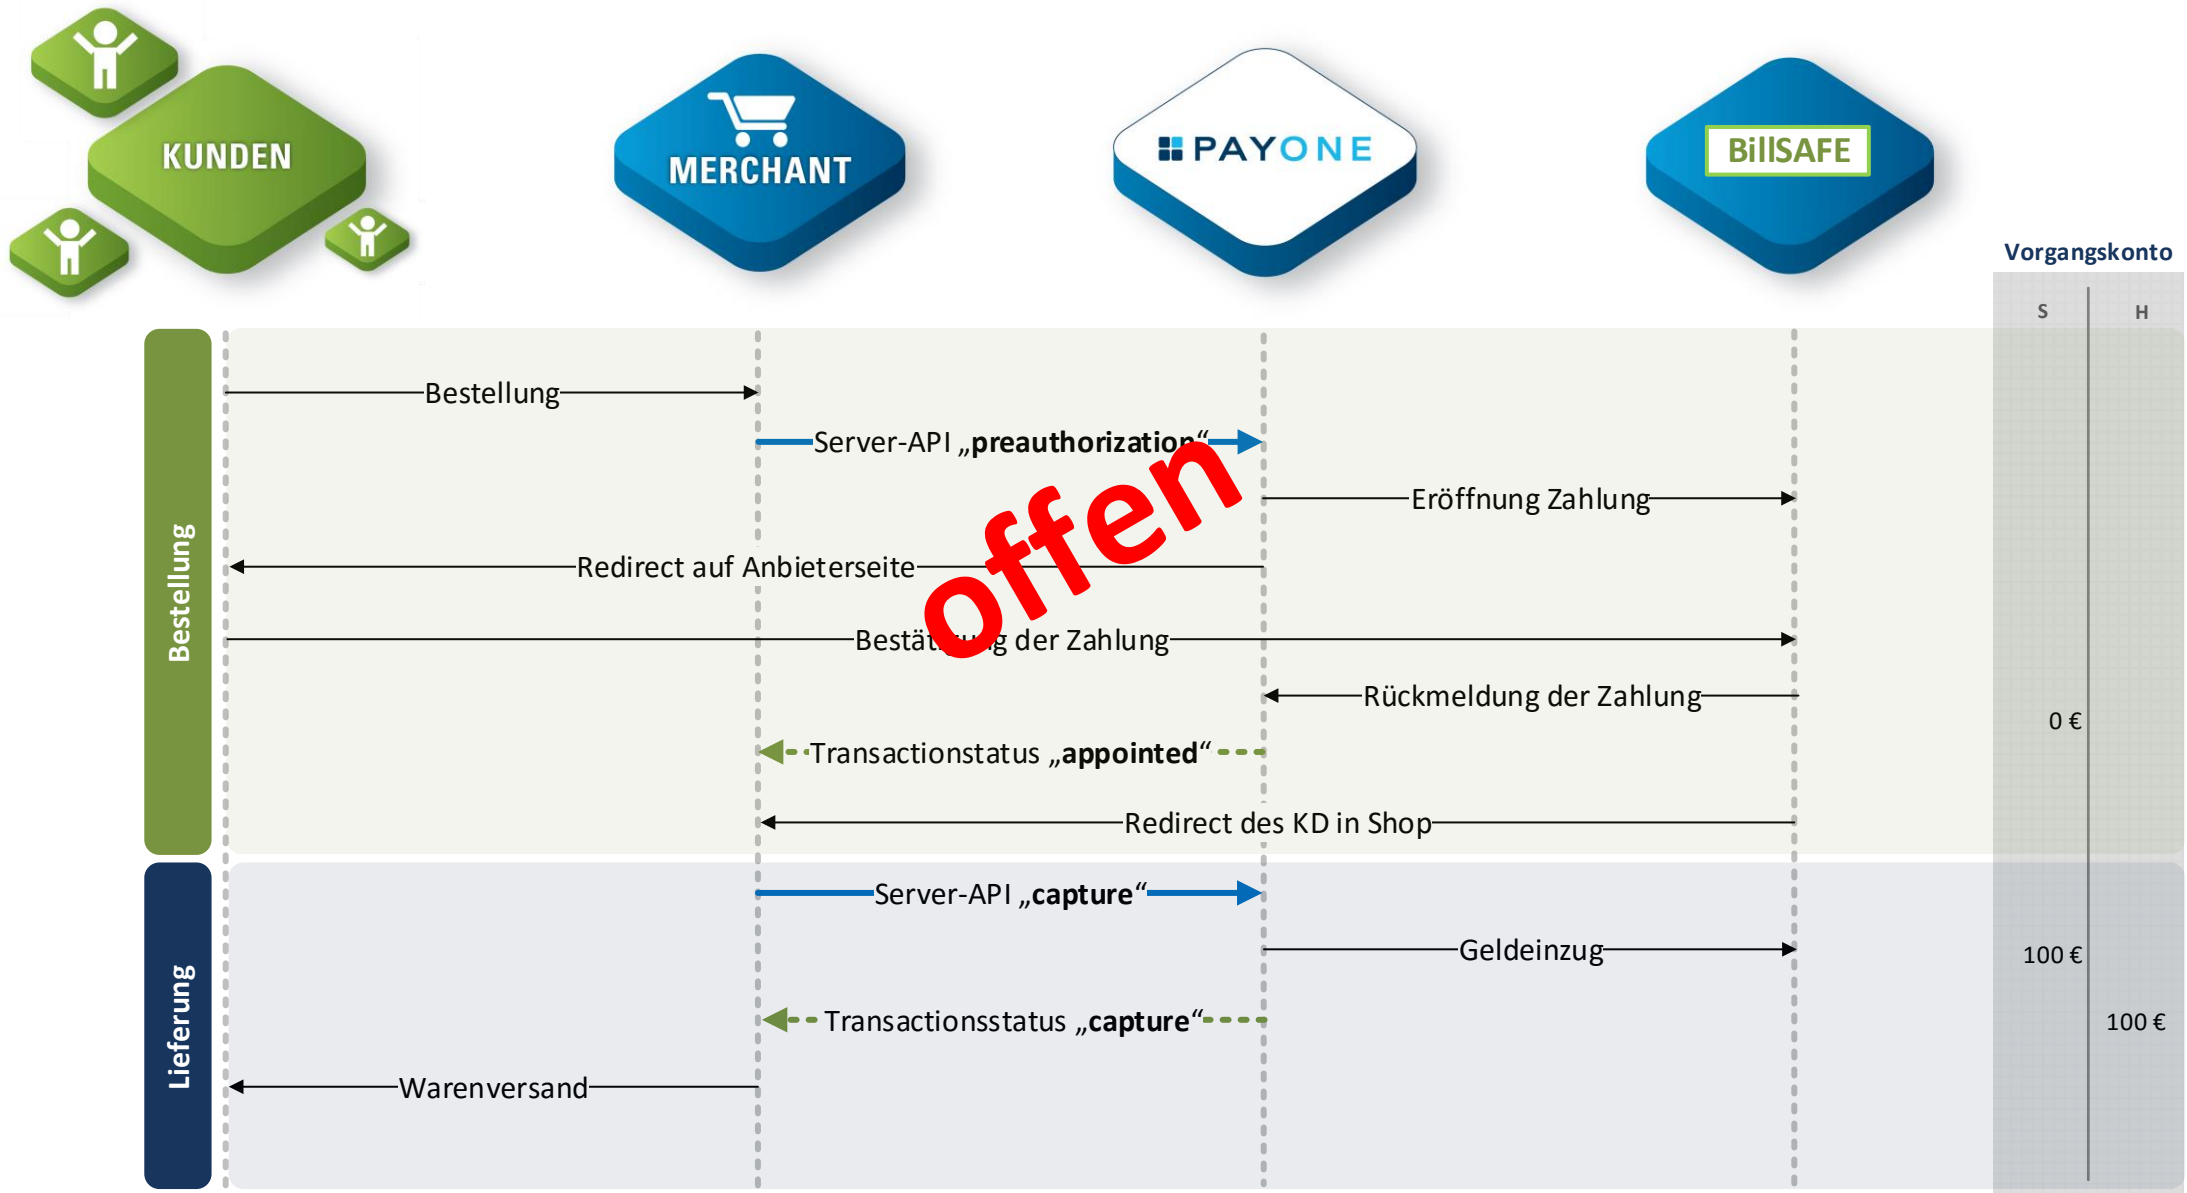 KUNDEN
MERCHANT
PAYONE
BillSAFE
Vorgangskonto
S H
Bestellung
Bestellung
Server-API „preauthorization“
Eröffnung Zahlung
offen
Redirect auf Anbieterseite
Bestätigung der Zahlung
Rückmeldung der Zahlung
0 €
Transactionstatus „appointed“
Redirect des KD in Shop
Lieferung
Server-API „capture“
Geldeinzug
100 €
Transactionsstatus „capture“
100 €
Warenversand